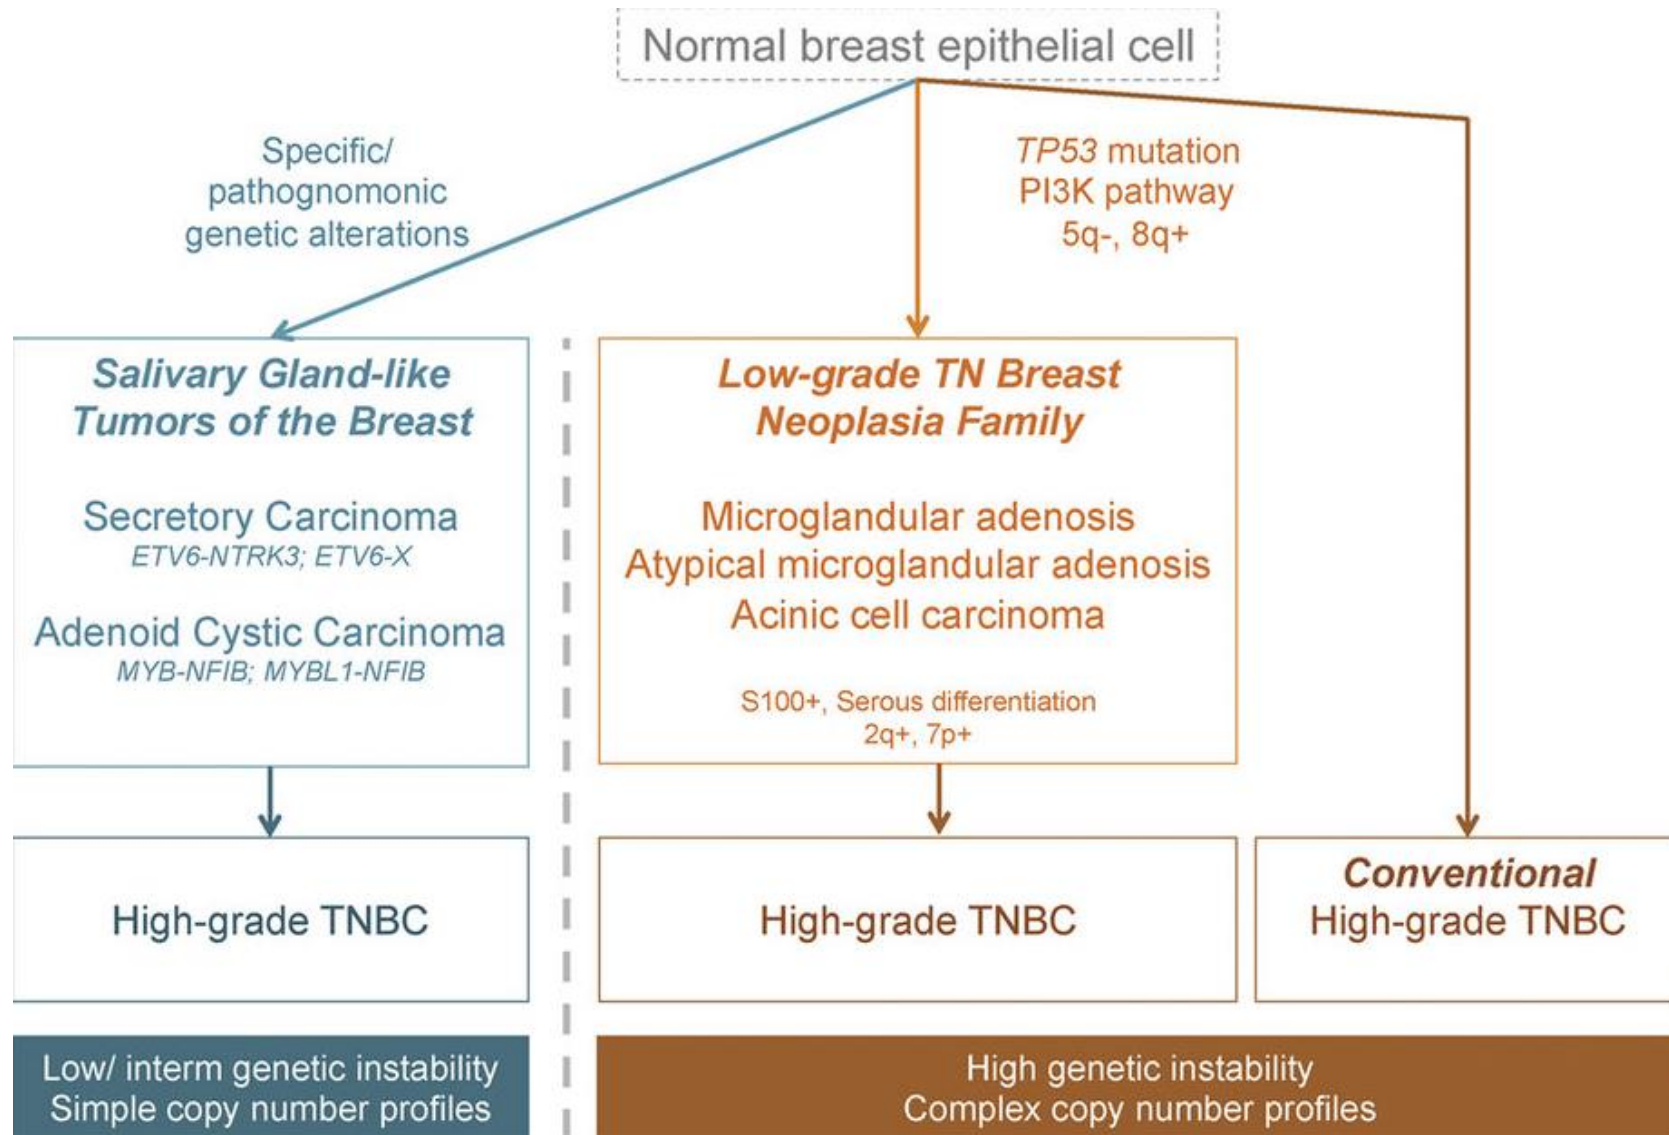 Normal breast epithelial cell
Specific/
pathognomonic
genetic alterations
TP53 mutation
PI3K pathway
5q-, 8q+
Salivary Gland-like
Tumors of the Breast
Secretory Carcinoma
ETV6-NTRK3; ETV6-X
Adenoid Cystic Carcinoma
MYB-NFIB; MYBL1-NFIB
Low-grade TN Breast
Neoplasia Family
Microglandular adenosis
Atypical microglandular adenosis
Acinic cell carcinoma
S100+, Serous differentiation
2q+, 7p+
High-grade TNBC
High-grade TNBC
Conventional
High-grade TNBC
Low/ interm genetic instability
Simple copy number profiles
High genetic instability
Complex copy number profiles